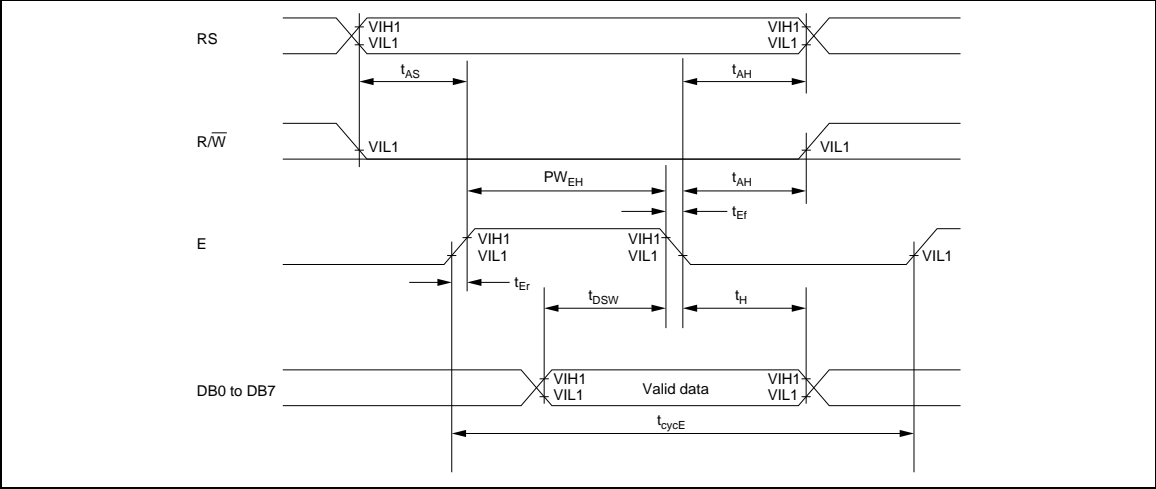 RS
VIH1
VIL1
VIH1
VIL1
tAS
tAH
R/W̅
VIL1
VIL1
PWEH
tAH
tEf
E
VIH1
VIL1
VIH1
VIL1
VIL1
tEr
tDSW
tH
DB0 to DB7
VIH1
VIL1
Valid data
VIH1
VIL1
tcycE